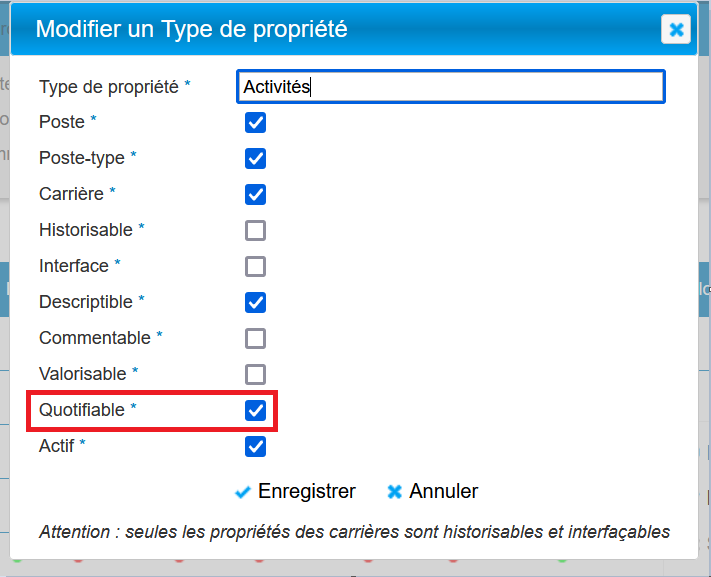 Modifier un Type de propriété
Type de propriété * Activités
Poste *
Poste-type *
Carrière *
Historisable *
Interface *
Descriptible *
Commentable *
Valorisable *
Quotifiable *
Actif *
Enregistrer Annuler
Attention : seules les propriétés des carrières sont historisables et interfaçables